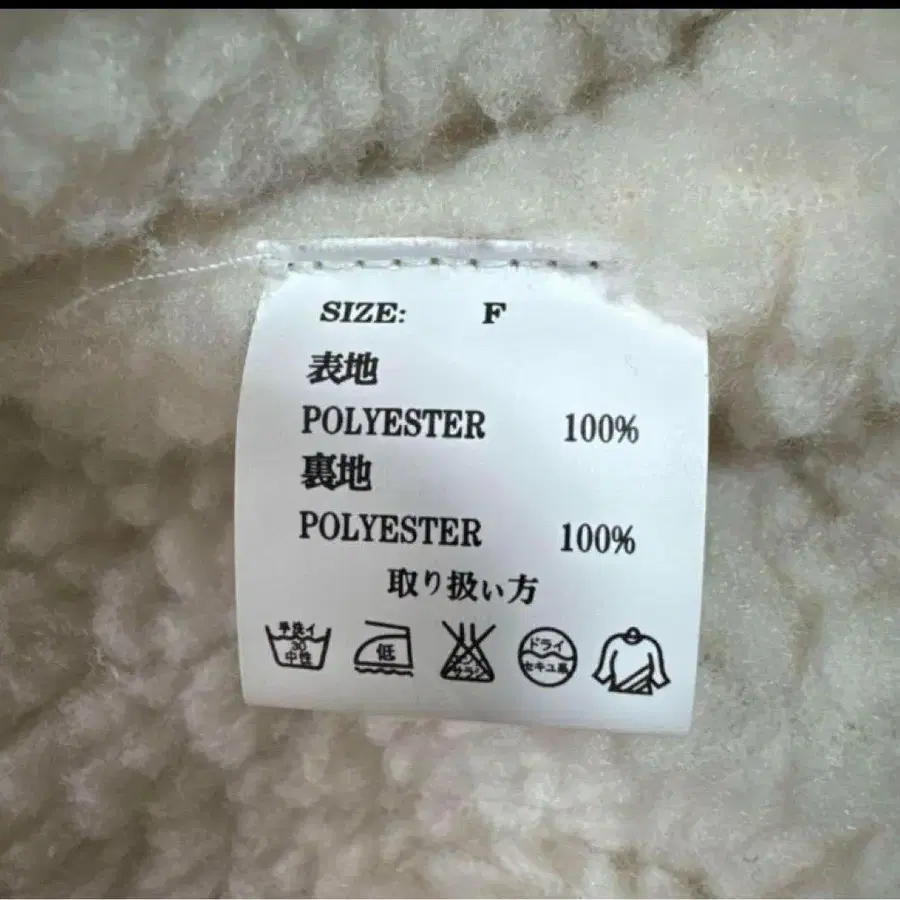 SIZE: F
表地
POLYESTER 100%
裏地
POLYESTER 100%
取り扱い方
手洗イ
30
中性
低
ドライ
セキユ系